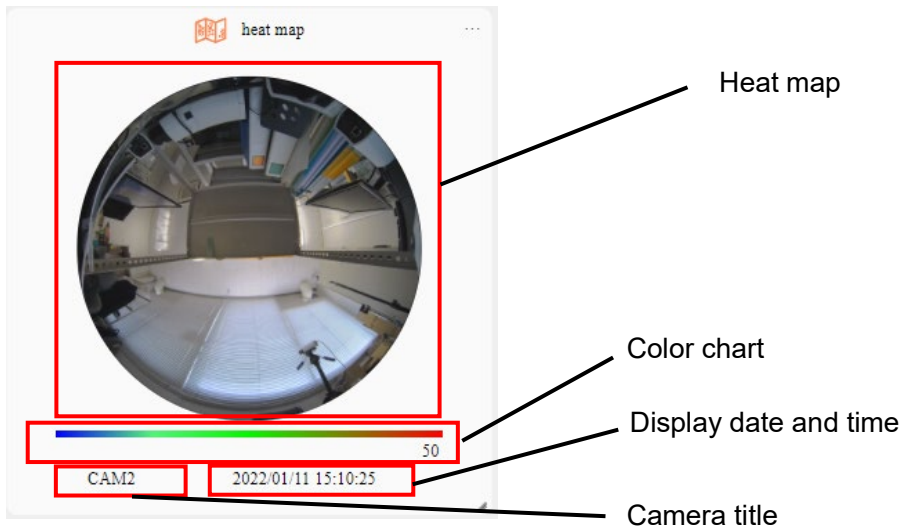 heat map
...
Heat map
Color chart
50
Display date and time
CAM2 2022/01/11 15:10:25
Camera title